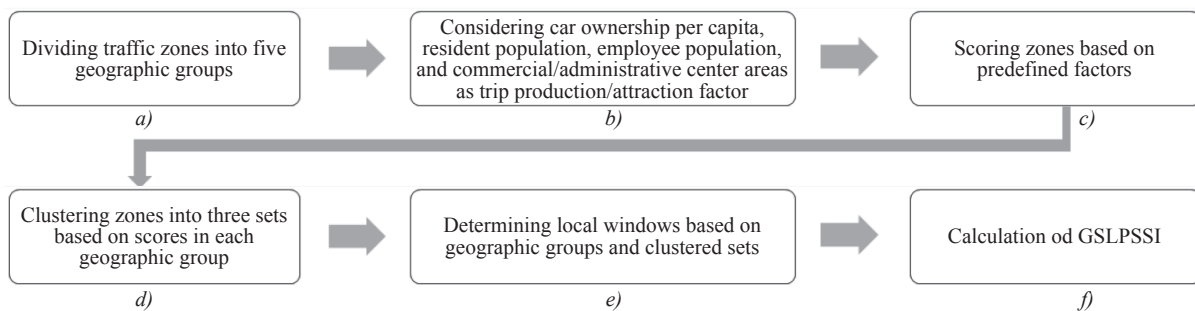 Dividing traffic zones into five
geographic groups
a)
Considering car ownership per capita,
resident population, employee population,
and commercial/administrative center areas
as trip production/attraction factor
b)
Scoring zones based on
predefined factors
c)
Clustering zones into three sets
based on scores in each
geographic group
d)
Determining local windows based on
geographic groups and clustered sets
e)
Calculation od GSLPSSI
f)